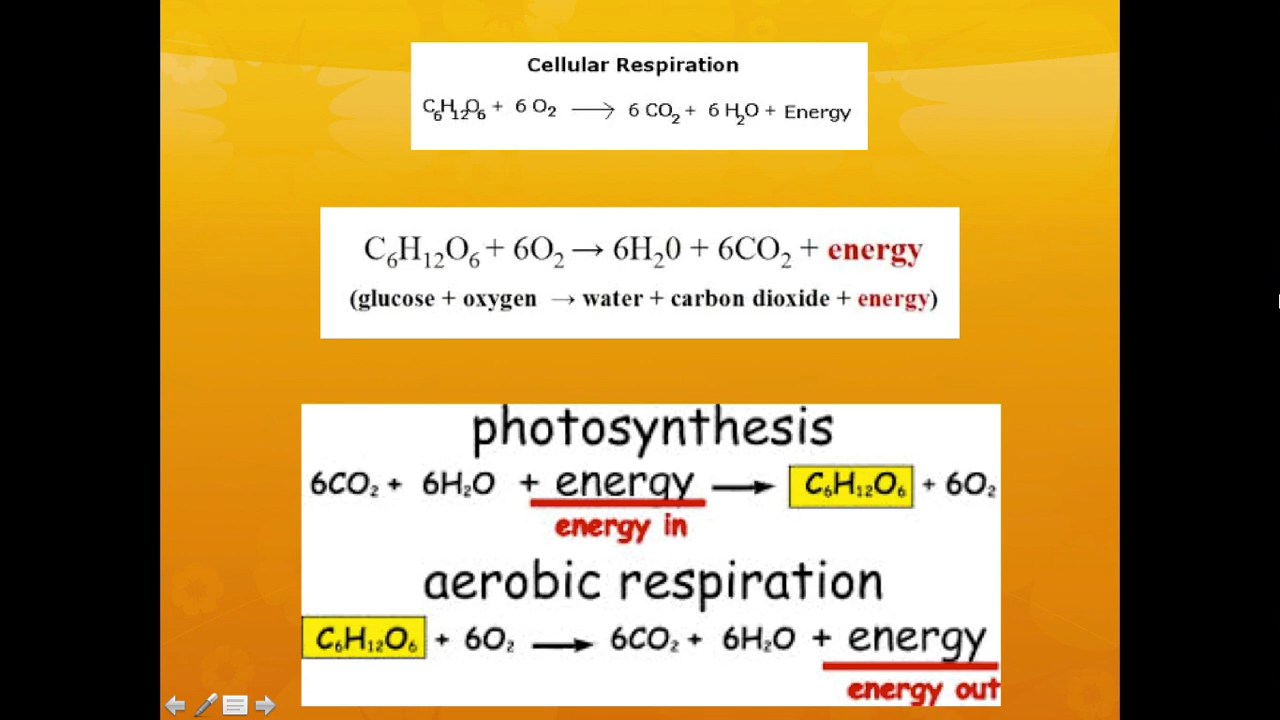 Cellular Respiration
C₆H₁₂O₆ + 6 O₂ ⟶ 6 CO₂ + 6 H₂O + Energy
C₆H₁₂O₆ + 6O₂ → 6H₂0 + 6CO₂ + energy
(glucose + oxygen → water + carbon dioxide + energy)
photosynthesis
6CO₂ + 6H₂O + energy → C₆H₁₂O₆ + 6O₂
energy in
aerobic respiration
C₆H₁₂O₆ + 6O₂ → 6CO₂ + 6H₂O + energy
energy out